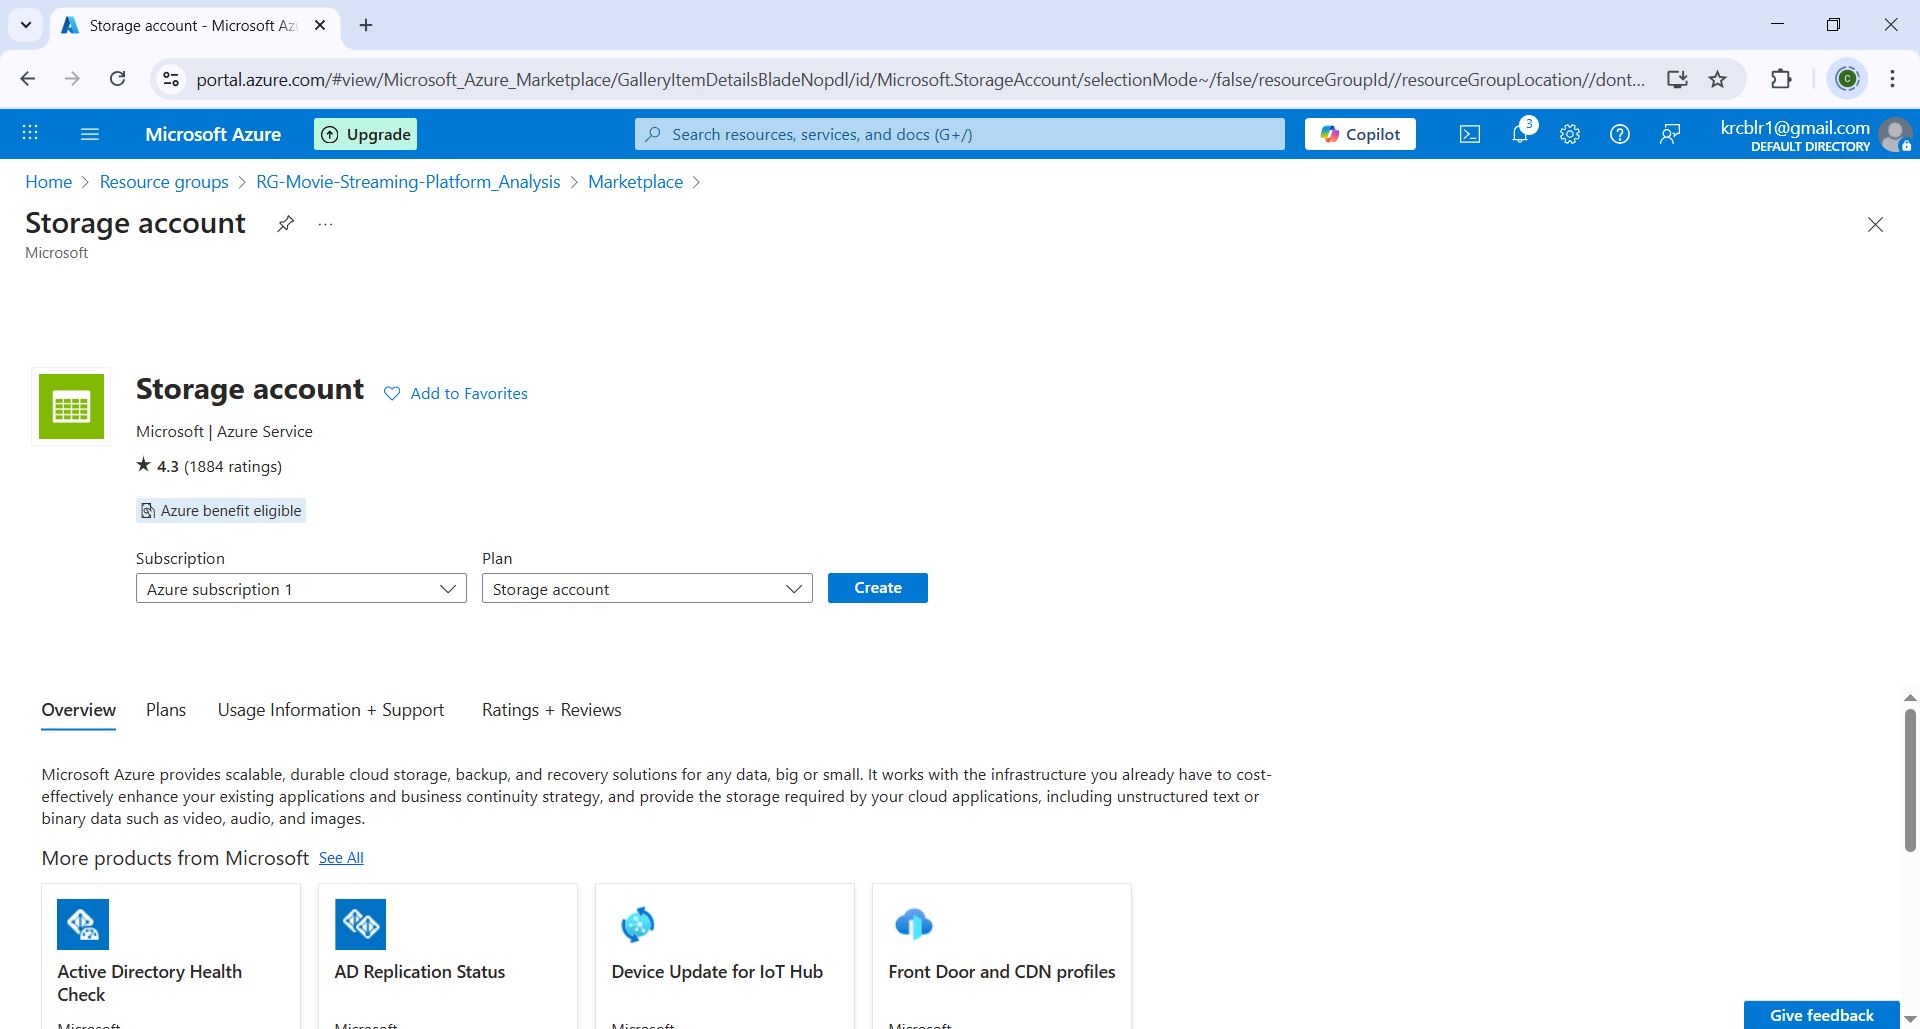 Storage account - Microsoft Az
portal.azure.com/#view/Microsoft_Azure_Marketplace/GalleryItemDetailsBladeNopdl/id/Microsoft.StorageAccount/selectionMode~/false/resourceGroupId//resourceGroupLocation//dont...
C
Microsoft Azure
Upgrade
Search resources, services, and docs (G+/)
Copilot
3
krcblr1@gmail.com
DEFAULT DIRECTORY
Home > Resource groups > RG-Movie-Streaming-Platform_Analysis > Marketplace >
Storage account
...
Microsoft
Storage account
Add to Favorites
Microsoft | Azure Service
★ 4.3 (1884 ratings)
Azure benefit eligible
Subscription
Plan
Azure subscription 1
Storage account
Create
Overview
Plans
Usage Information + Support
Ratings + Reviews
Microsoft Azure provides scalable, durable cloud storage, backup, and recovery solutions for any data, big or small. It works with the infrastructure you already have to cost-
effectively enhance your existing applications and business continuity strategy, and provide the storage required by your cloud applications, including unstructured text or
binary data such as video, audio, and images.
More products from Microsoft See All
Active Directory Health
Check
Microsoft
AD Replication Status
Microsoft
Device Update for IoT Hub
Microsoft
Front Door and CDN profiles
Microsoft
Give feedback